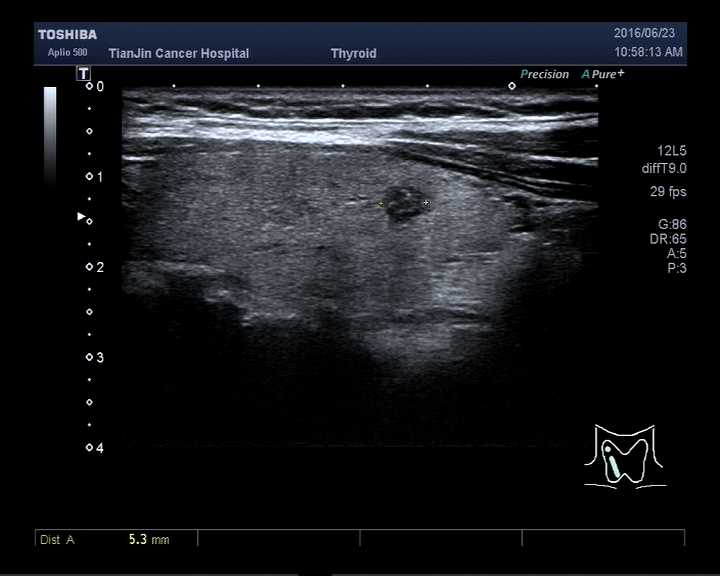 TOSHIBA
Aplio 500 TianJin Cancer Hospital Thyroid
2016/06/23
10:58:13 AM
T
Precision A Pure+
0
1
2
3
4
12L5
diffT9.0
29 fps
G:86
DR:65
A:5
P:3
Dist A 5.3 mm